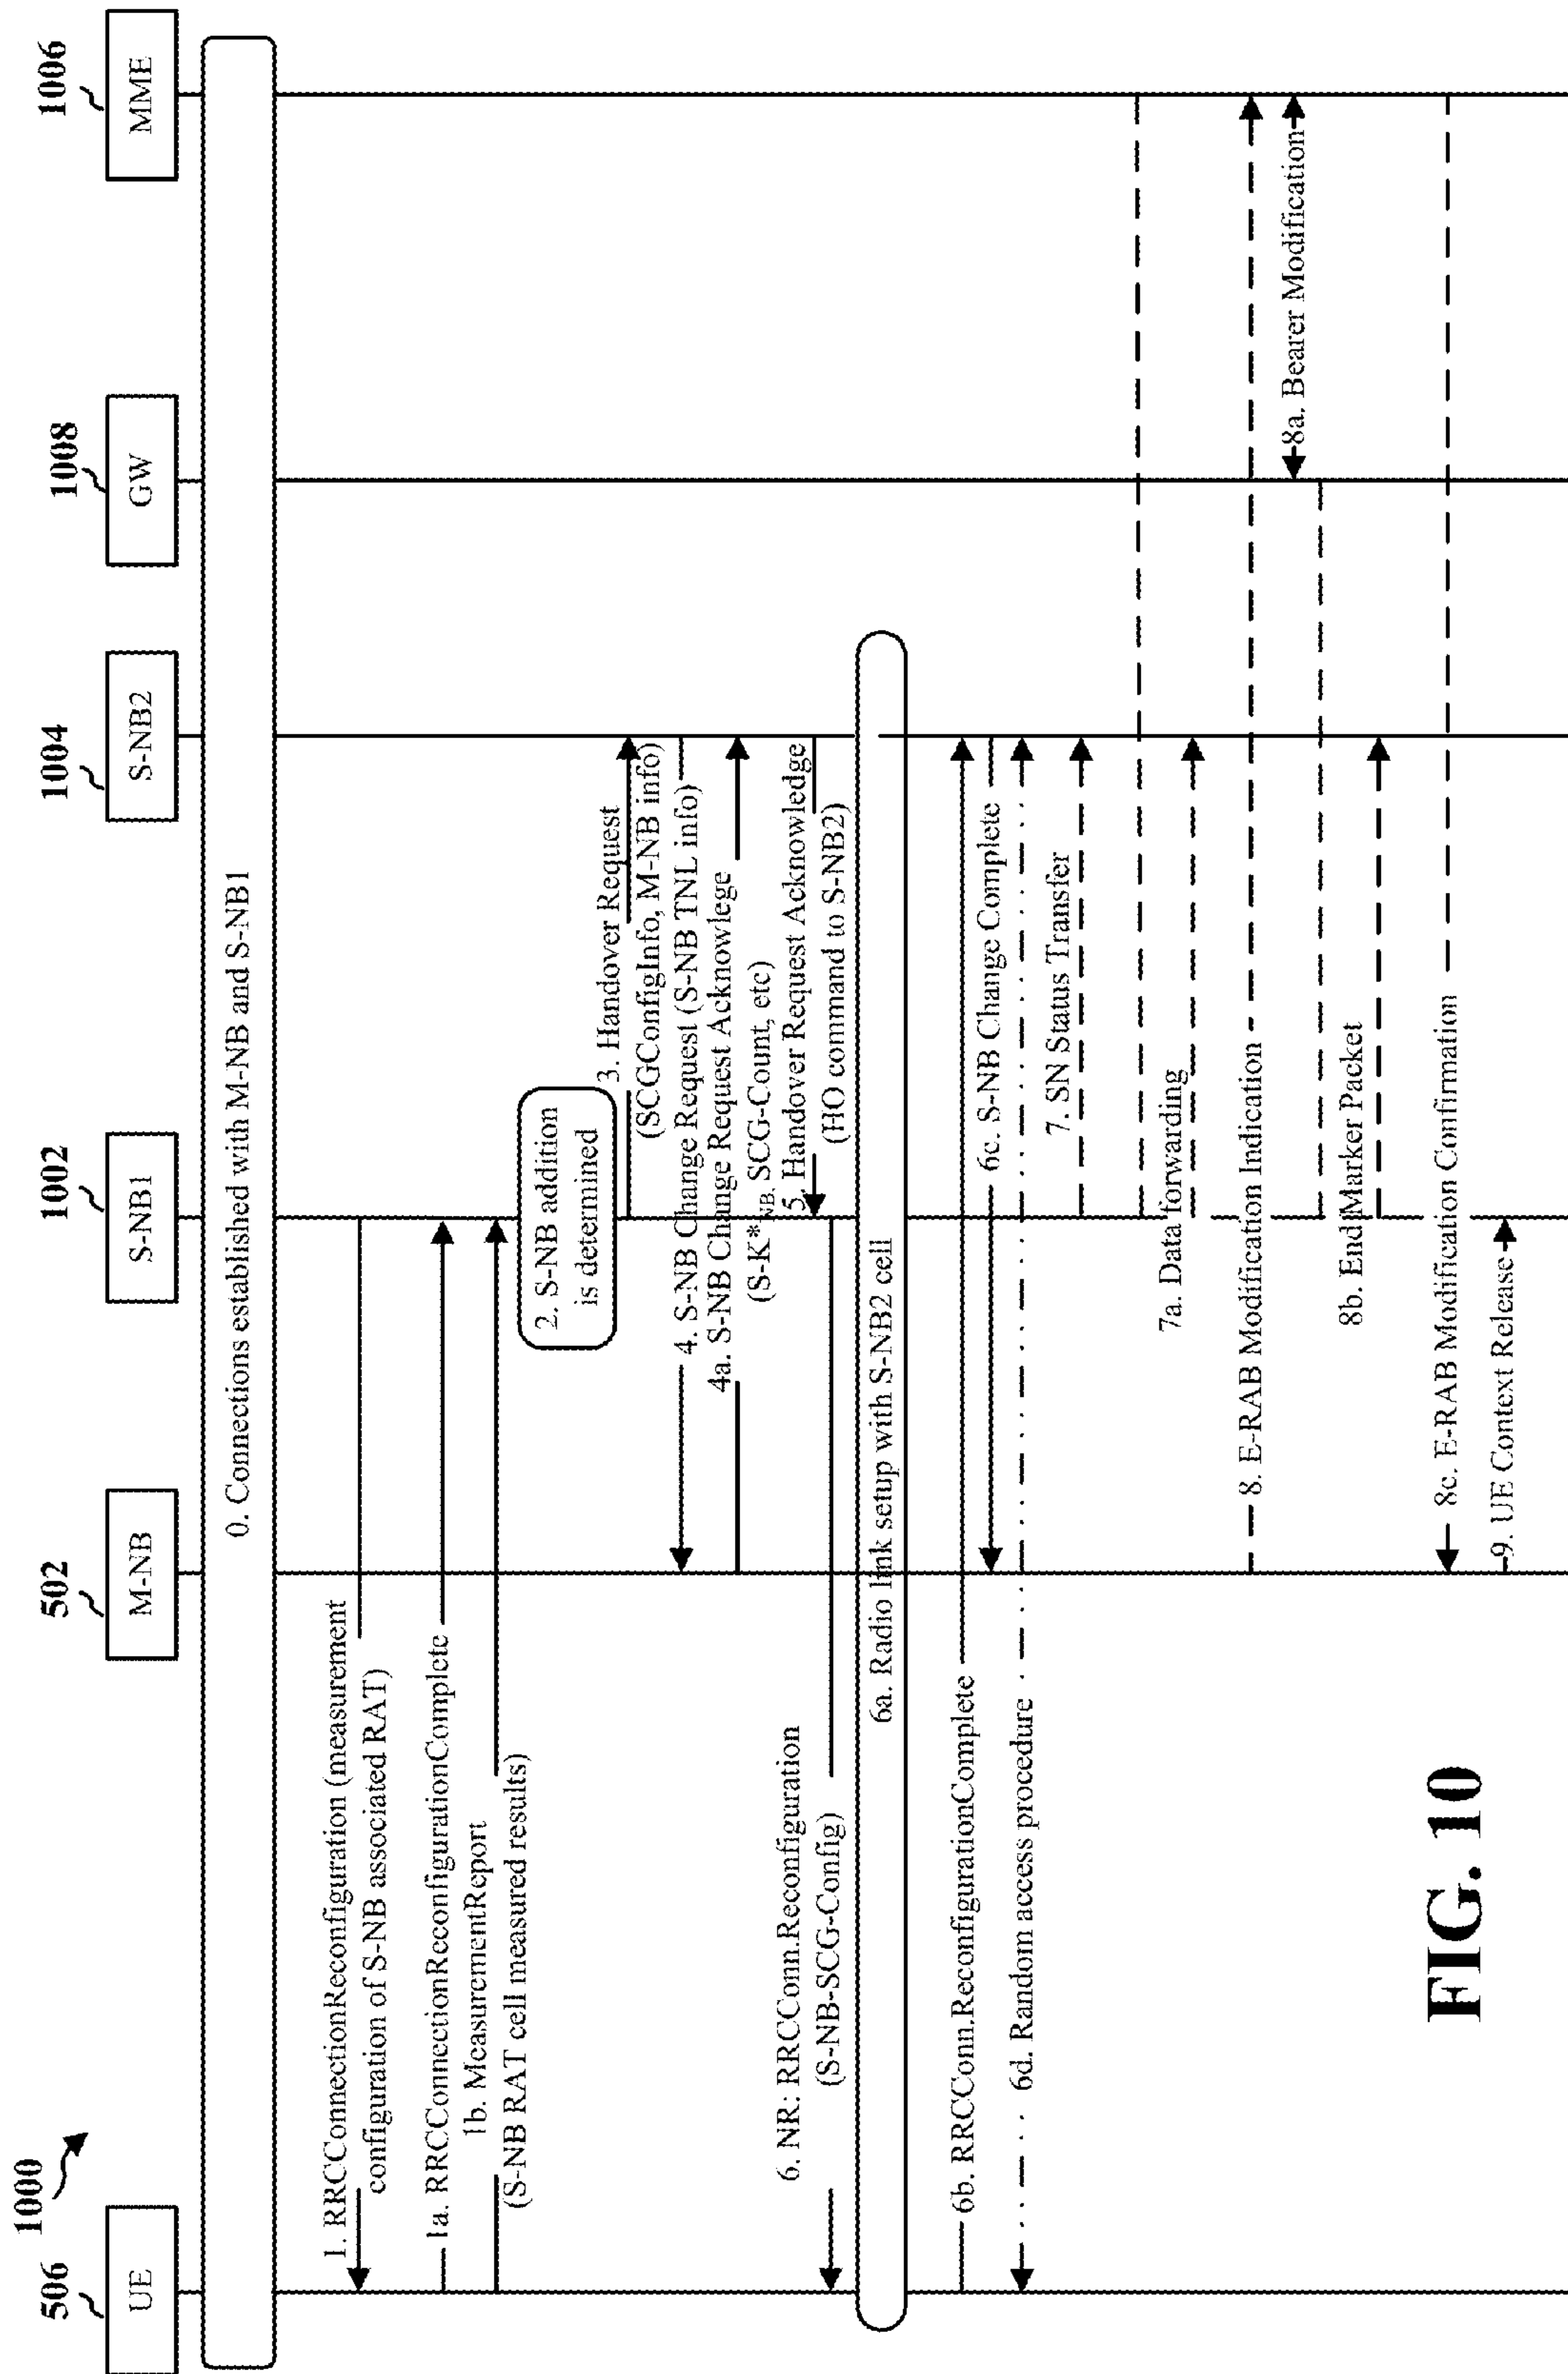 1000
506
UE
502
M-NB
1002
S-NB1
1004
S-NB2
1008
GW
1006
MME
0. Connections established with M-NB and S-NB1
1. RRCConnectionReconfiguration (measurement
configuration of S-NB associated RAT)
1a. RRCConnectionReconfigurationComplete
1b. MeasurementReport
(S-NB RAT cell measured results)
2. S-NB addition
is determined
3. Handover Request
(SCGConfigInfo, M-NB info)
4. S-NB Change Request (S-NB TNL info)
4a. S-NB Change Request Acknowlege
(S-K*NB, SCG-Count, etc)
5. Handover Request Acknowledge
(HO command to S-NB2)
6. NR: RRCConn.Reconfiguration
(S-NB-SCG-Config)
6a. Radio link setup with S-NB2 cell
6b. RRCConn.ReconfigurationComplete
6c. S-NB Change Complete
6d. Random access procedure
7. SN Status Transfer
7a. Data forwarding
8. E-RAB Modification Indication
8a. Bearer Modification
8b. End Marker Packet
8c. E-RAB Modification Confirmation
9. UE Context Release
FIG. 10